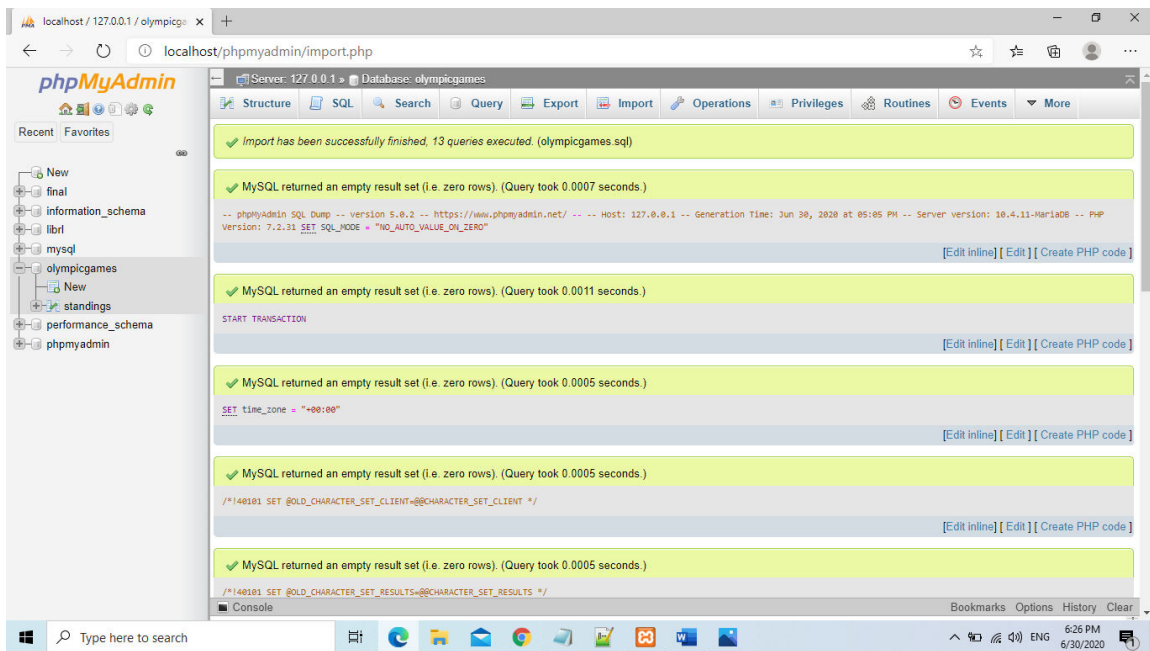 localhost / 127.0.0.1 / olympicga
localhost/phpmyadmin/import.php
phpMyAdmin
Recent Favorites
New
final
information_schema
librl
mysql
olympicgames
New
standings
performance_schema
phpmyadmin
Server: 127.0.0.1 » Database: olympicgames
Structure SQL Search Query Export Import Operations Privileges Routines Events More
Import has been successfully finished, 13 queries executed. (olympicgames.sql)
MySQL returned an empty result set (i.e. zero rows). (Query took 0.0007 seconds.)
-- phpMyAdmin SQL Dump -- version 5.0.2 -- https://www.phpmyadmin.net/ -- -- Host: 127.0.0.1 -- Generation Time: Jun 30, 2020 at 05:05 PM -- Server version: 10.4.11-MariaDB -- PHP
Version: 7.2.31 SET SQL_MODE = "NO_AUTO_VALUE_ON_ZERO"
[Edit inline] [ Edit ] [ Create PHP code ]
MySQL returned an empty result set (i.e. zero rows). (Query took 0.0011 seconds.)
START TRANSACTION
[Edit inline] [ Edit ] [ Create PHP code ]
MySQL returned an empty result set (i.e. zero rows). (Query took 0.0005 seconds.)
SET time_zone = "+00:00"
[Edit inline] [ Edit ] [ Create PHP code ]
MySQL returned an empty result set (i.e. zero rows). (Query took 0.0005 seconds.)
/*!40101 SET @OLD_CHARACTER_SET_CLIENT=@@CHARACTER_SET_CLIENT */
[Edit inline] [ Edit ] [ Create PHP code ]
MySQL returned an empty result set (i.e. zero rows). (Query took 0.0005 seconds.)
/*!40101 SET @OLD_CHARACTER_SET_RESULTS=@@CHARACTER_SET_RESULTS */
Console Bookmarks Options History Clear
Type here to search
ENG
6:26 PM
6/30/2020